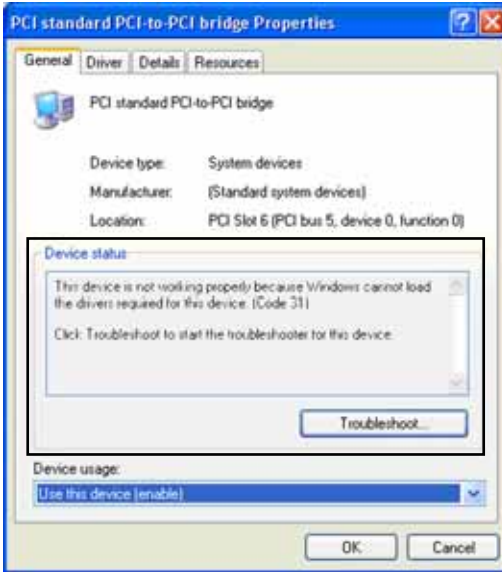 PCI standard PCI-to-PCI bridge Properties
General Driver Details Resources
PCI standard PCI-to-PCI bridge
Device type: System devices
Manufacturer: (Standard system devices)
Location: PCI Slot 6 (PCI bus 5, device 0, function 0)
Device status
This device is not working properly because Windows cannot load
the drivers required for this device. (Code 31)
Click Troubleshoot to start the troubleshooter for this device.
Troubleshoot...
Device usage:
Use this device (enable)
OK Cancel